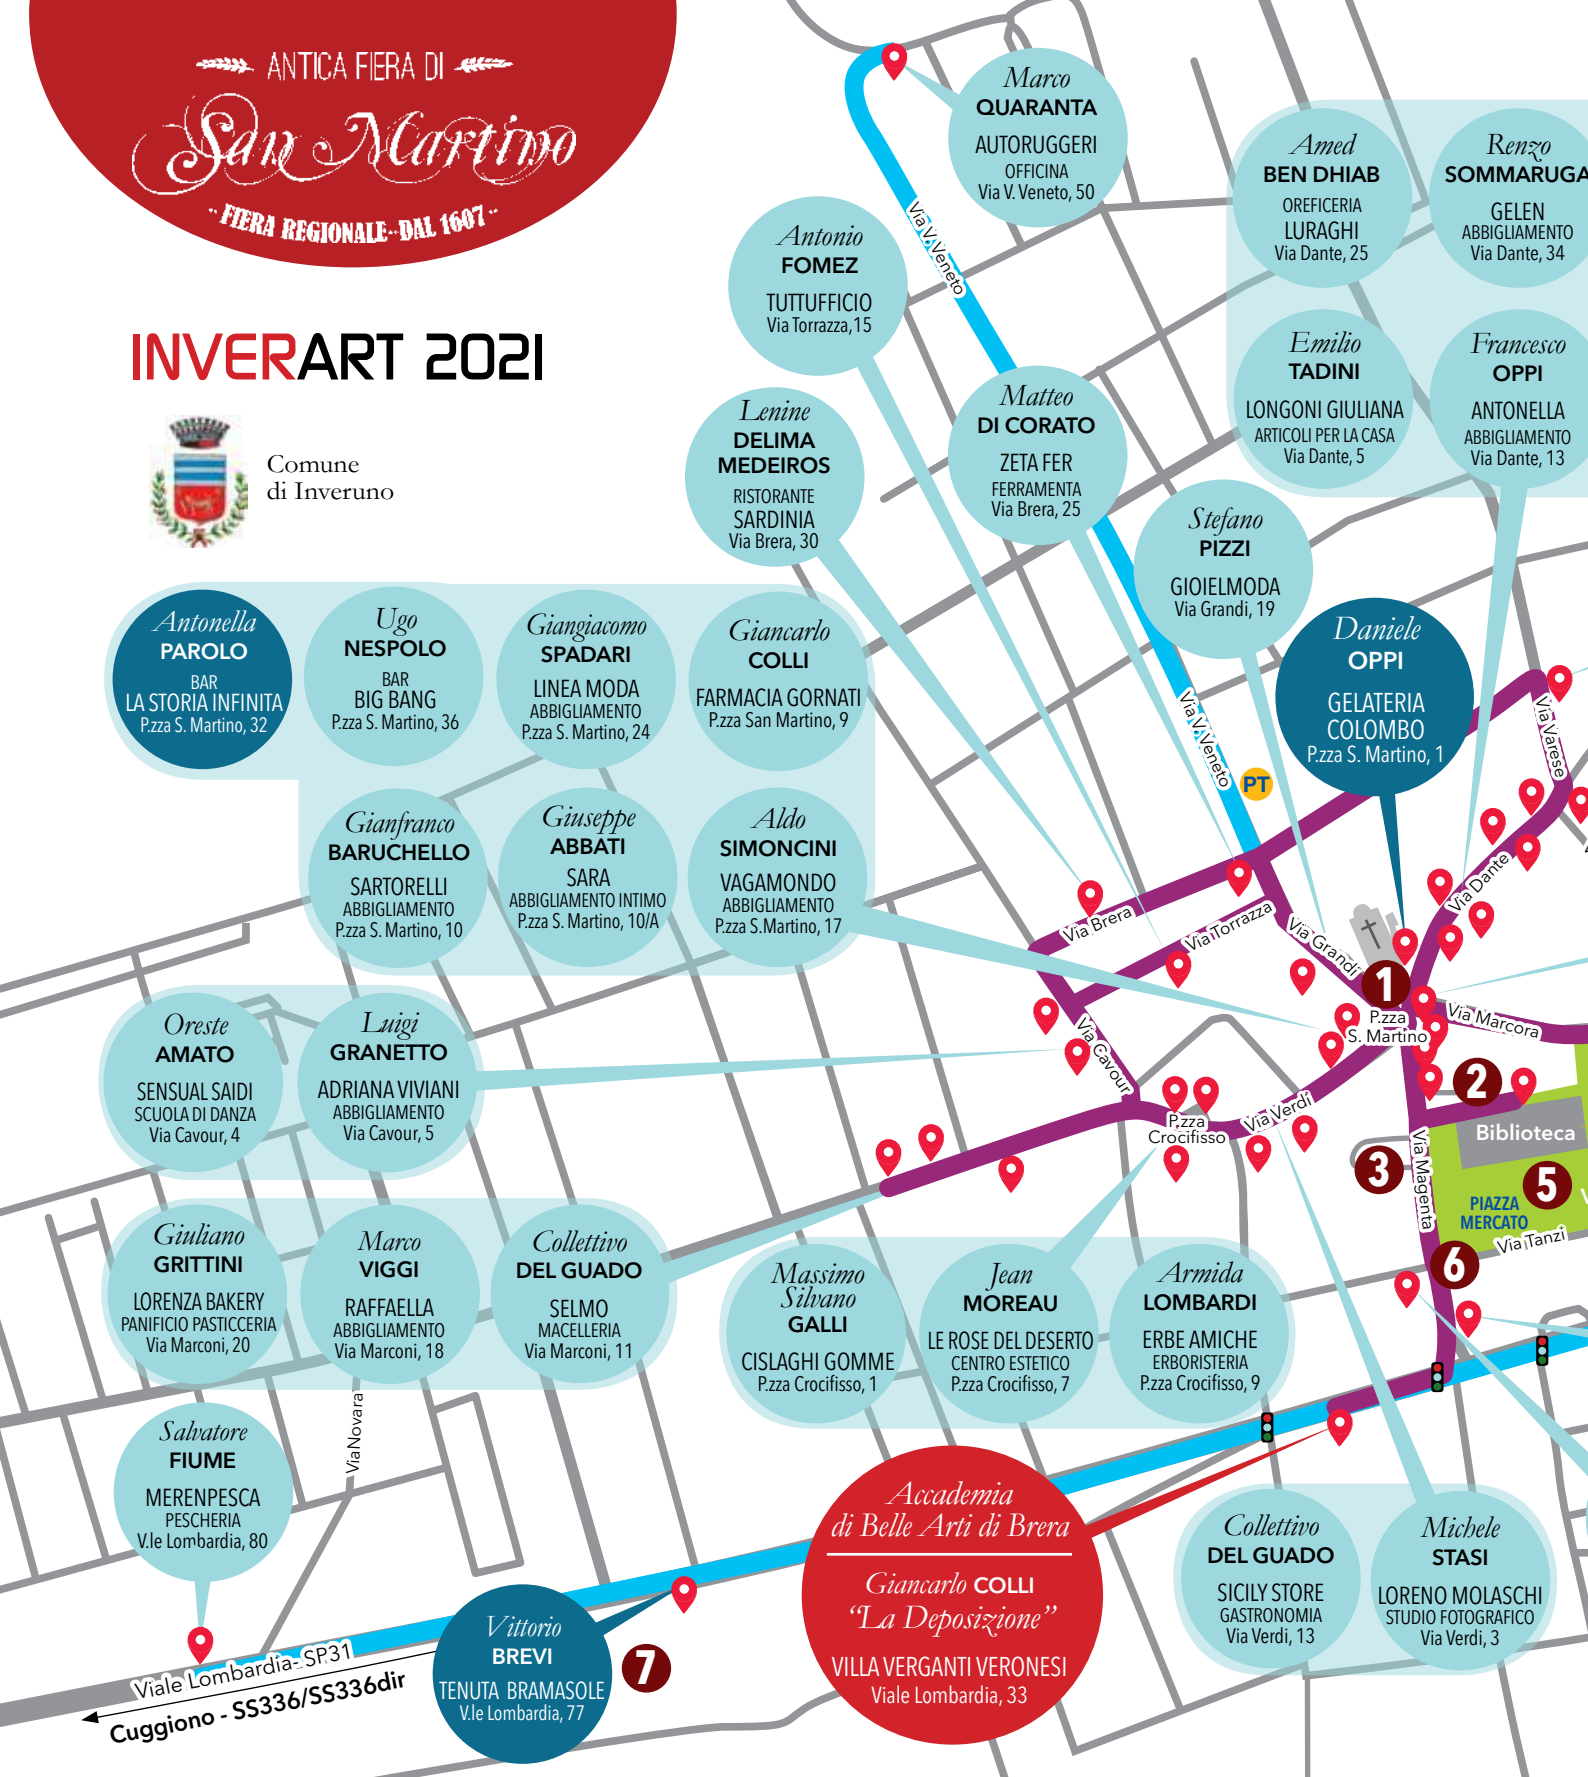 ANTICA FIERA DI
San Martino
FIERA REGIONALE DAL 1607
INVERART 2021
Comune
di Inveruno
Marco
QUARANTA
AUTORUGGERI
OFFICINA
Via V. Veneto, 50
Amed
BEN DHIAB
OREFICERIA
LURAGHI
Via Dante, 25
Renzo
SOMMARUGA
GELEN
ABBIGLIAMENTO
Via Dante, 34
Antonio
FOMEZ
TUTTUFFICIO
Via Torrazza,15
Via V. Veneto
Emilio
TADINI
LONGONI GIULIANA
ARTICOLI PER LA CASA
Via Dante, 5
Francesco
OPPI
ANTONELLA
ABBIGLIAMENTO
Via Dante, 13
Lenine
DELIMA
MEDEIROS
RISTORANTE
SARDINIA
Via Brera, 30
Matteo
DI CORATO
ZETA FER
FERRAMENTA
Via Brera, 25
Stefano
PIZZI
GIOIELMODA
Via Grandi, 19
Daniele
OPPI
GELATERIA
COLOMBO
P.zza S. Martino, 1
Antonella
PAROLO
BAR
LA STORIA INFINITA
P.zza S. Martino, 32
Ugo
NESPOLO
BAR
BIG BANG
P.zza S. Martino, 36
Giangiacomo
SPADARI
LINEA MODA
ABBIGLIAMENTO
P.zza S. Martino, 24
Giancarlo
COLLI
FARMACIA GORNATI
P.zza San Martino, 9
Via V. Veneto
PT
Via Varese
Gianfranco
BARUCHELLO
SARTORELLI
ABBIGLIAMENTO
P.zza S. Martino, 10
Giuseppe
ABBATI
SARA
ABBIGLIAMENTO INTIMO
P.zza S. Martino, 10/A
Aldo
SIMONCINI
VAGAMONDO
ABBIGLIAMENTO
P.zza S.Martino, 17
Via Brera
Via Torrazza
Via Grandi
Via Dante
1
P.zza
S. Martino
Via Marcora
Oreste
AMATO
SENSUAL SAIDI
SCUOLA DI DANZA
Via Cavour, 4
Luigi
GRANETTO
ADRIANA VIVIANI
ABBIGLIAMENTO
Via Cavour, 5
Via Cavour
P.zza
Crocifisso
Via Verdi
2
Biblioteca
3
Via Magenta
5
PIAZZA
MERCATO
Via Tanzi
6
Giuliano
GRITTINI
LORENZA BAKERY
PANIFICIO PASTICCERIA
Via Marconi, 20
Marco
VIGGI
RAFFAELLA
ABBIGLIAMENTO
Via Marconi, 18
Collettivo
DEL GUADO
SELMO
MACELLERIA
Via Marconi, 11
Massimo
Silvano
GALLI
CISLAGHI GOMME
P.zza Crocifisso, 1
Jean
MOREAU
LE ROSE DEL DESERTO
CENTRO ESTETICO
P.zza Crocifisso, 7
Armida
LOMBARDI
ERBE AMICHE
ERBORISTERIA
P.zza Crocifisso, 9
Via Novara
Salvatore
FIUME
MERENPESCA
PESCHERIA
V.le Lombardia, 80
Accademia
di Belle Arti di Brera
Giancarlo COLLI
“La Deposizione”
VILLA VERGANTI VERONESI
Viale Lombardia, 33
Collettivo
DEL GUADO
SICILY STORE
GASTRONOMIA
Via Verdi, 13
Michele
STASI
LORENO MOLASCHI
STUDIO FOTOGRAFICO
Via Verdi, 3
Vittorio
BREVI
TENUTA BRAMASOLE
V.le Lombardia, 77
7
Viale Lombardia- SP31
Cuggiono - SS336/SS336dir